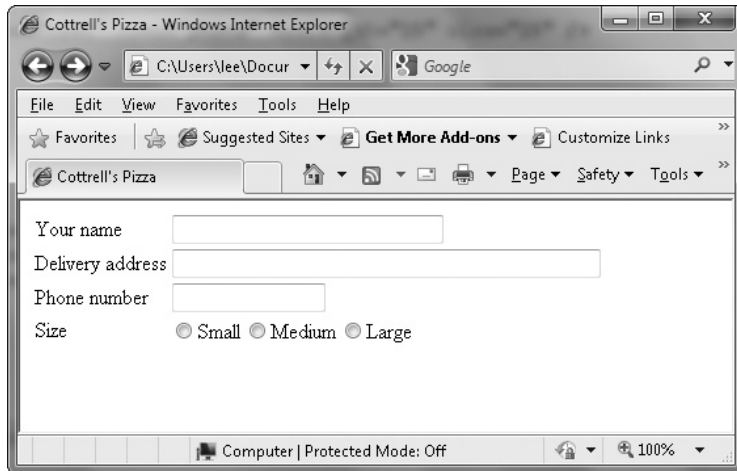 Cottrell's Pizza - Windows Internet Explorer
C:\Users\lee\Docur
Google
File Edit View Favorites Tools Help
Favorites Suggested Sites Get More Add-ons Customize Links
Cottrell's Pizza Page Safety Tools
Your name
Delivery address
Phone number
Size Small Medium Large
Computer | Protected Mode: Off 100%